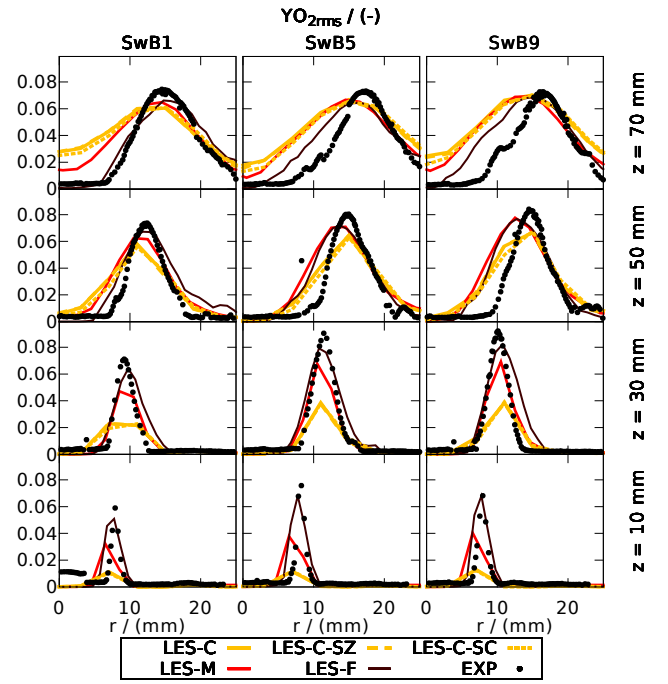 YO2rms / (-)
SwB1 SwB5 SwB9
0.08
0.06
0.04
0.02
0
z = 70 mm
0.08
0.06
0.04
0.02
0
z = 50 mm
0.08
0.06
0.04
0.02
0
z = 30 mm
0.08
0.06
0.04
0.02
0
z = 10 mm
0 10 20 0 10 20 0 10 20
r / (mm) r / (mm) r / (mm)
LES-C LES-C-SZ LES-C-SC
LES-M LES-F EXP